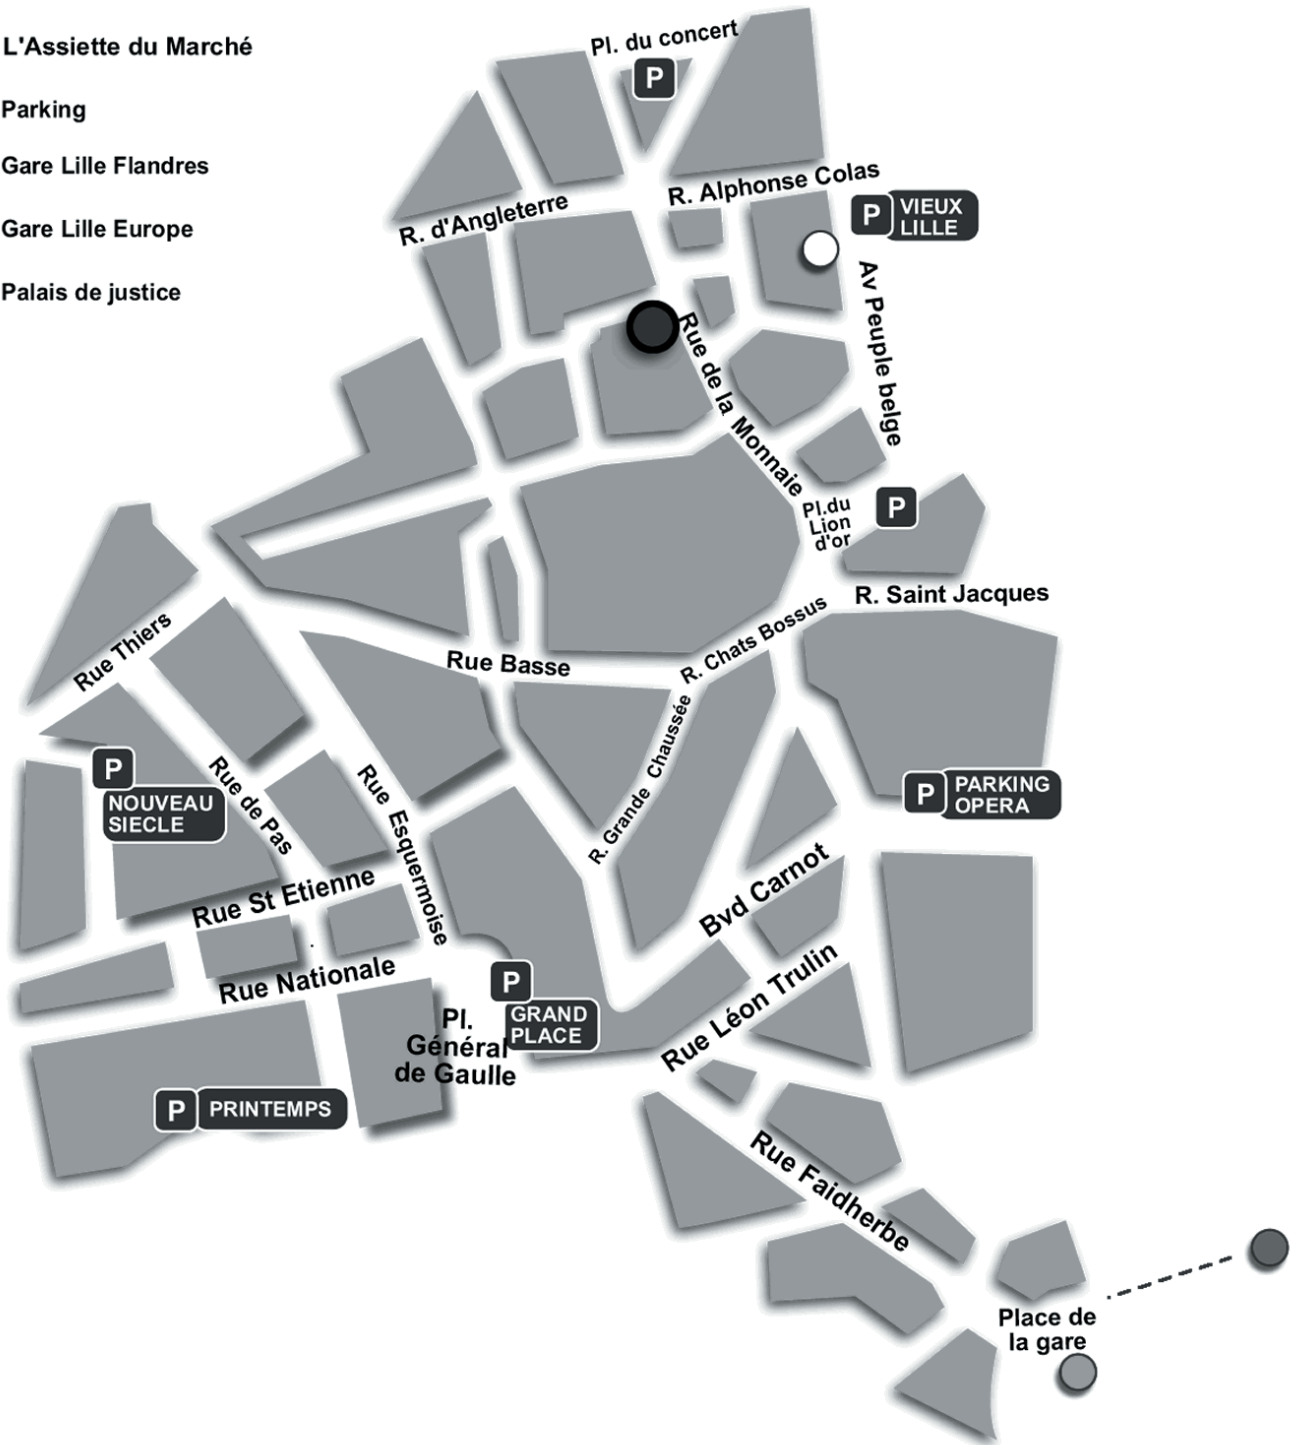 L'Assiette du Marché
Parking
Gare Lille Flandres
Gare Lille Europe
Palais de justice
Pl. du concert
P
R. Alphonse Colas
R. d'Angleterre
P
VIEUX
LILLE
Av Peuple belge
Rue de la Monnaie
Pl.du
Lion
d'or
P
R. Saint Jacques
R. Chats Bossus
Rue Thiers
Rue Basse
R. Grande Chaussée
P
NOUVEAU
SIECLE
Rue de Pas
Rue Esquermoise
P
PARKING
OPERA
Rue St Etienne
Bvd Carnot
Rue Nationale
Rue Léon Trulin
P
GRAND
PLACE
Pl.
Général
de Gaulle
P
PRINTEMPS
Rue Faidherbe
Place de
la gare